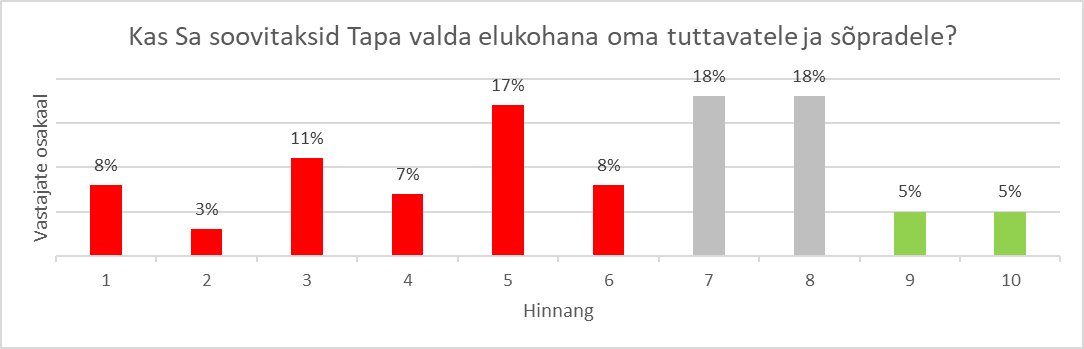 Kas Sa soovitaksid Tapa valda elukohana oma tuttavatele ja sõpradele?
Vastajate osakaal
8%
3%
11%
7%
17%
8%
18%
18%
5%
5%
1 2 3 4 5 6 7 8 9 10
Hinnang